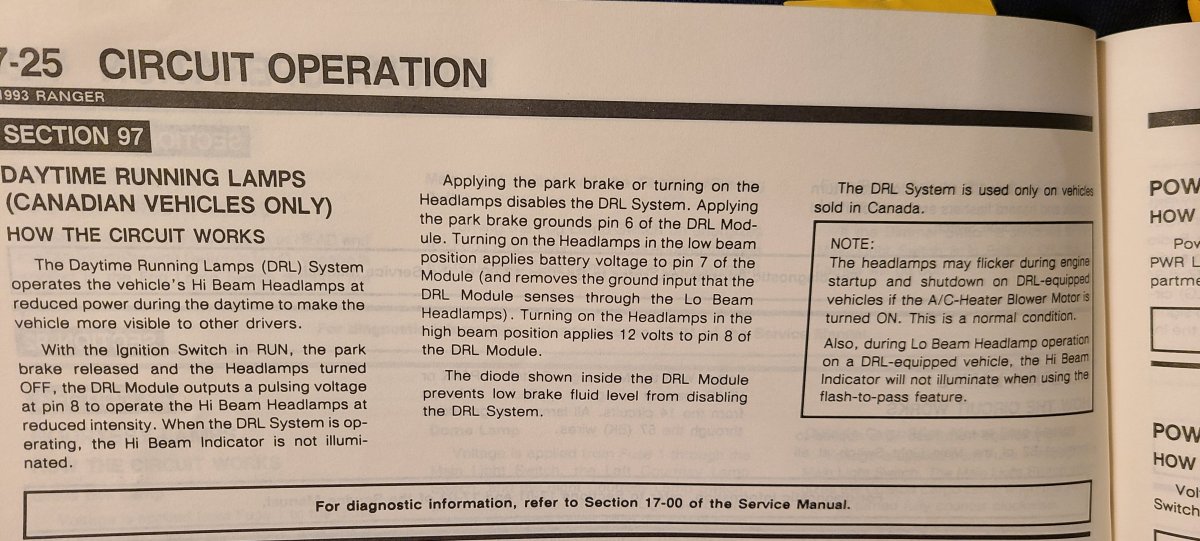 7-25 CIRCUIT OPERATION
1993 RANGER
SECTION 97
DAYTIME RUNNING LAMPS
(CANADIAN VEHICLES ONLY)
HOW THE CIRCUIT WORKS
The Daytime Running Lamps (DRL) System
operates the vehicle's Hi Beam Headlamps at
reduced power during the daytime to make the
vehicle more visible to other drivers.
With the Ignition Switch in RUN, the park
brake released and the Headlamps turned
OFF, the DRL Module outputs a pulsing voltage
at pin 8 to operate the Hi Beam Headlamps at
reduced intensity. When the DRL System is op-
erating, the Hi Beam Indicator is not illumi-
nated.
Applying the park brake or turning on the
Headlamps disables the DRL System. Applying
the park brake grounds pin 6 of the DRL Mod-
ule. Turning on the Headlamps in the low beam
position applies battery voltage to pin 7 of the
Module (and removes the ground input that the
DRL Module senses through the Lo Beam
Headlamps). Turning on the Headlamps in the
high beam position applies 12 volts to pin 8 of
the DRL Module.
The diode shown inside the DRL Module
prevents low brake fluid level from disabling
the DRL System.
The DRL System is used only on vehicles
sold in Canada.
NOTE:
The headlamps may flicker during engine
startup and shutdown on DRL-equipped
vehicles if the A/C-Heater Blower Motor is
turned ON. This is a normal condition.
Also, during Lo Beam Headlamp operation
on a DRL-equipped vehicle, the Hi Beam
Indicator will not illuminate when using the
flash-to-pass feature.
For diagnostic information, refer to Section 17-00 of the Service Manual.
POW
HOW
Pow
PWR L
partme
POW
HOW
Vol
Switch